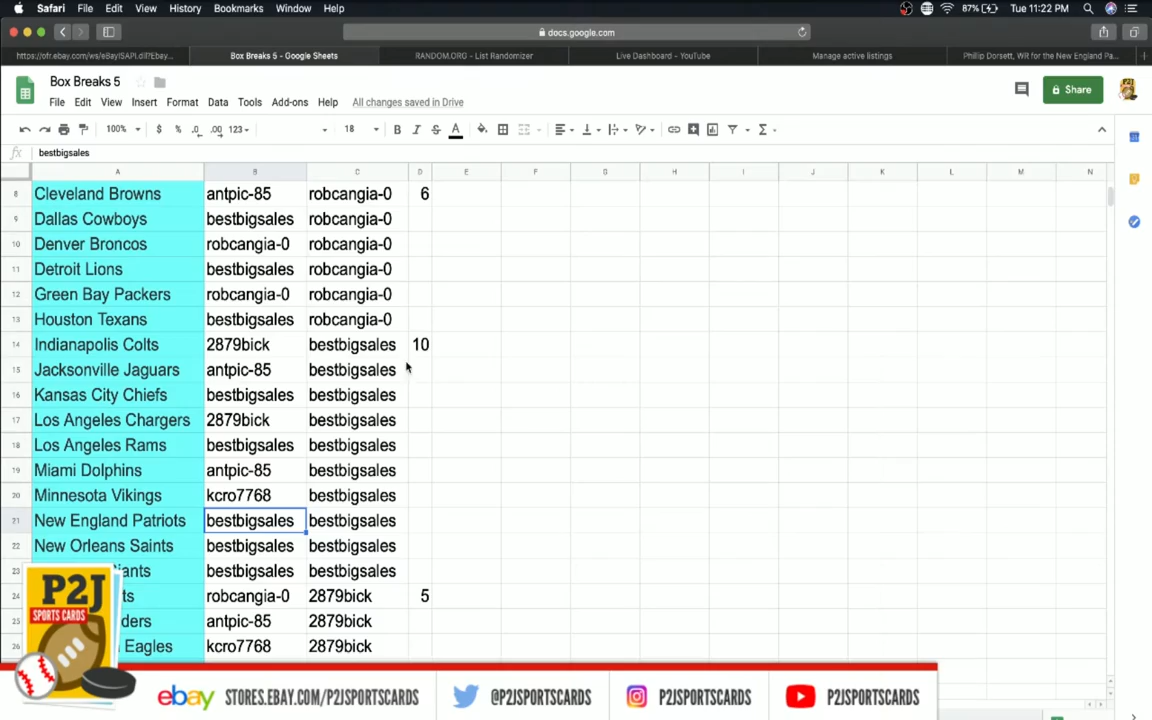 Safari File Edit View History Bookmarks Window Help 87% Tue 11:22 PM
docs.google.com
https://ofr.ebay.com/ws/eBayISAPI.dll?Ebay... Box Breaks 5 - Google Sheets RANDOM.ORG - List Randomizer Live Dashboard - YouTube Manage active listings Phillip Dorsett, WR for the New England Pa...
Box Breaks 5
File Edit View Insert Format Data Tools Add-ons Help All changes saved in Drive
Share
100% $ % .0 .00 123 18 B I S A
fx bestbigsales
A B C D E F G H I J K L M N
8 Cleveland Browns antpic-85 robcangia-0 6
9 Dallas Cowboys bestbigsales robcangia-0
10 Denver Broncos robcangia-0 robcangia-0
11 Detroit Lions bestbigsales robcangia-0
12 Green Bay Packers robcangia-0 robcangia-0
13 Houston Texans bestbigsales robcangia-0
14 Indianapolis Colts 2879bick bestbigsales 10
15 Jacksonville Jaguars antpic-85 bestbigsales
16 Kansas City Chiefs bestbigsales bestbigsales
17 Los Angeles Chargers 2879bick bestbigsales
18 Los Angeles Rams bestbigsales bestbigsales
19 Miami Dolphins antpic-85 bestbigsales
20 Minnesota Vikings kcro7768 bestbigsales
21 New England Patriots bestbigsales bestbigsales
22 New Orleans Saints bestbigsales bestbigsales
23 iants bestbigsales bestbigsales
24 ts robcangia-0 2879bick 5
25 ders antpic-85 2879bick
26 Eagles kcro7768 2879bick
P2J
SPORTS CARDS
ebay STORES.EBAY.COM/P2JSPORTSCARDS @P2JSPORTSCARDS P2JSPORTSCARDS P2JSPORTSCARDS